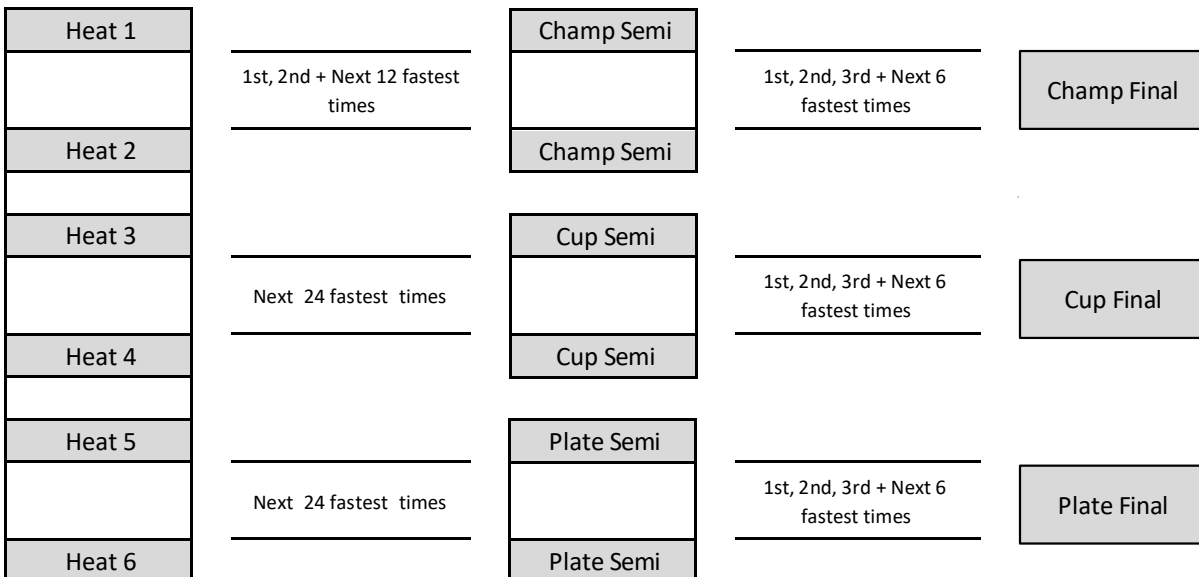 Heat 1
Champ Semi
1st, 2nd + Next 12 fastest
times
1st, 2nd, 3rd + Next 6
fastest times
Champ Final
Heat 2
Champ Semi
Heat 3
Cup Semi
Next 24 fastest times
1st, 2nd, 3rd + Next 6
fastest times
Cup Final
Heat 4
Cup Semi
Heat 5
Plate Semi
Next 24 fastest times
1st, 2nd, 3rd + Next 6
fastest times
Plate Final
Heat 6
Plate Semi